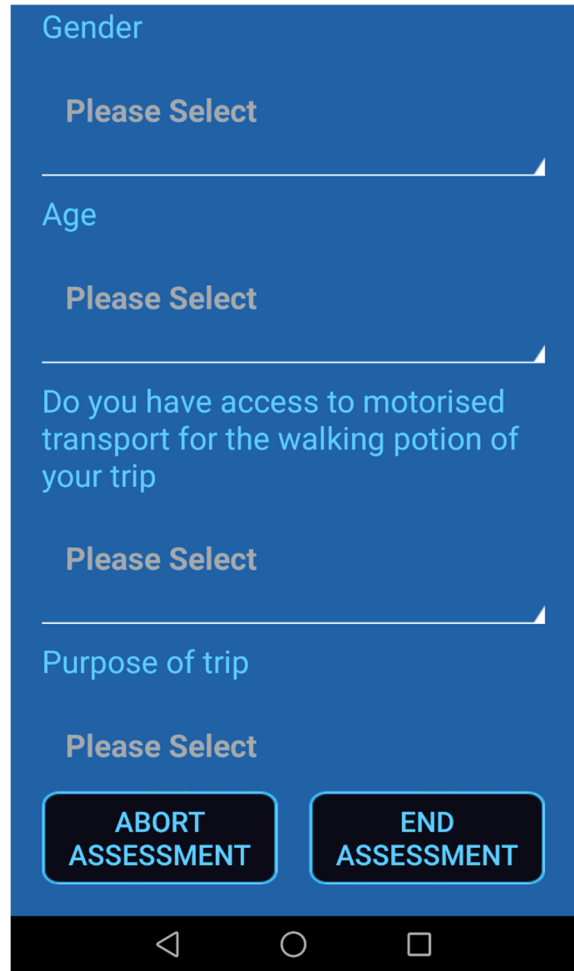 Gender
Please Select
Age
Please Select
Do you have access to motorised
transport for the walking potion of
your trip
Please Select
Purpose of trip
Please Select
ABORT
ASSESSMENT
END
ASSESSMENT